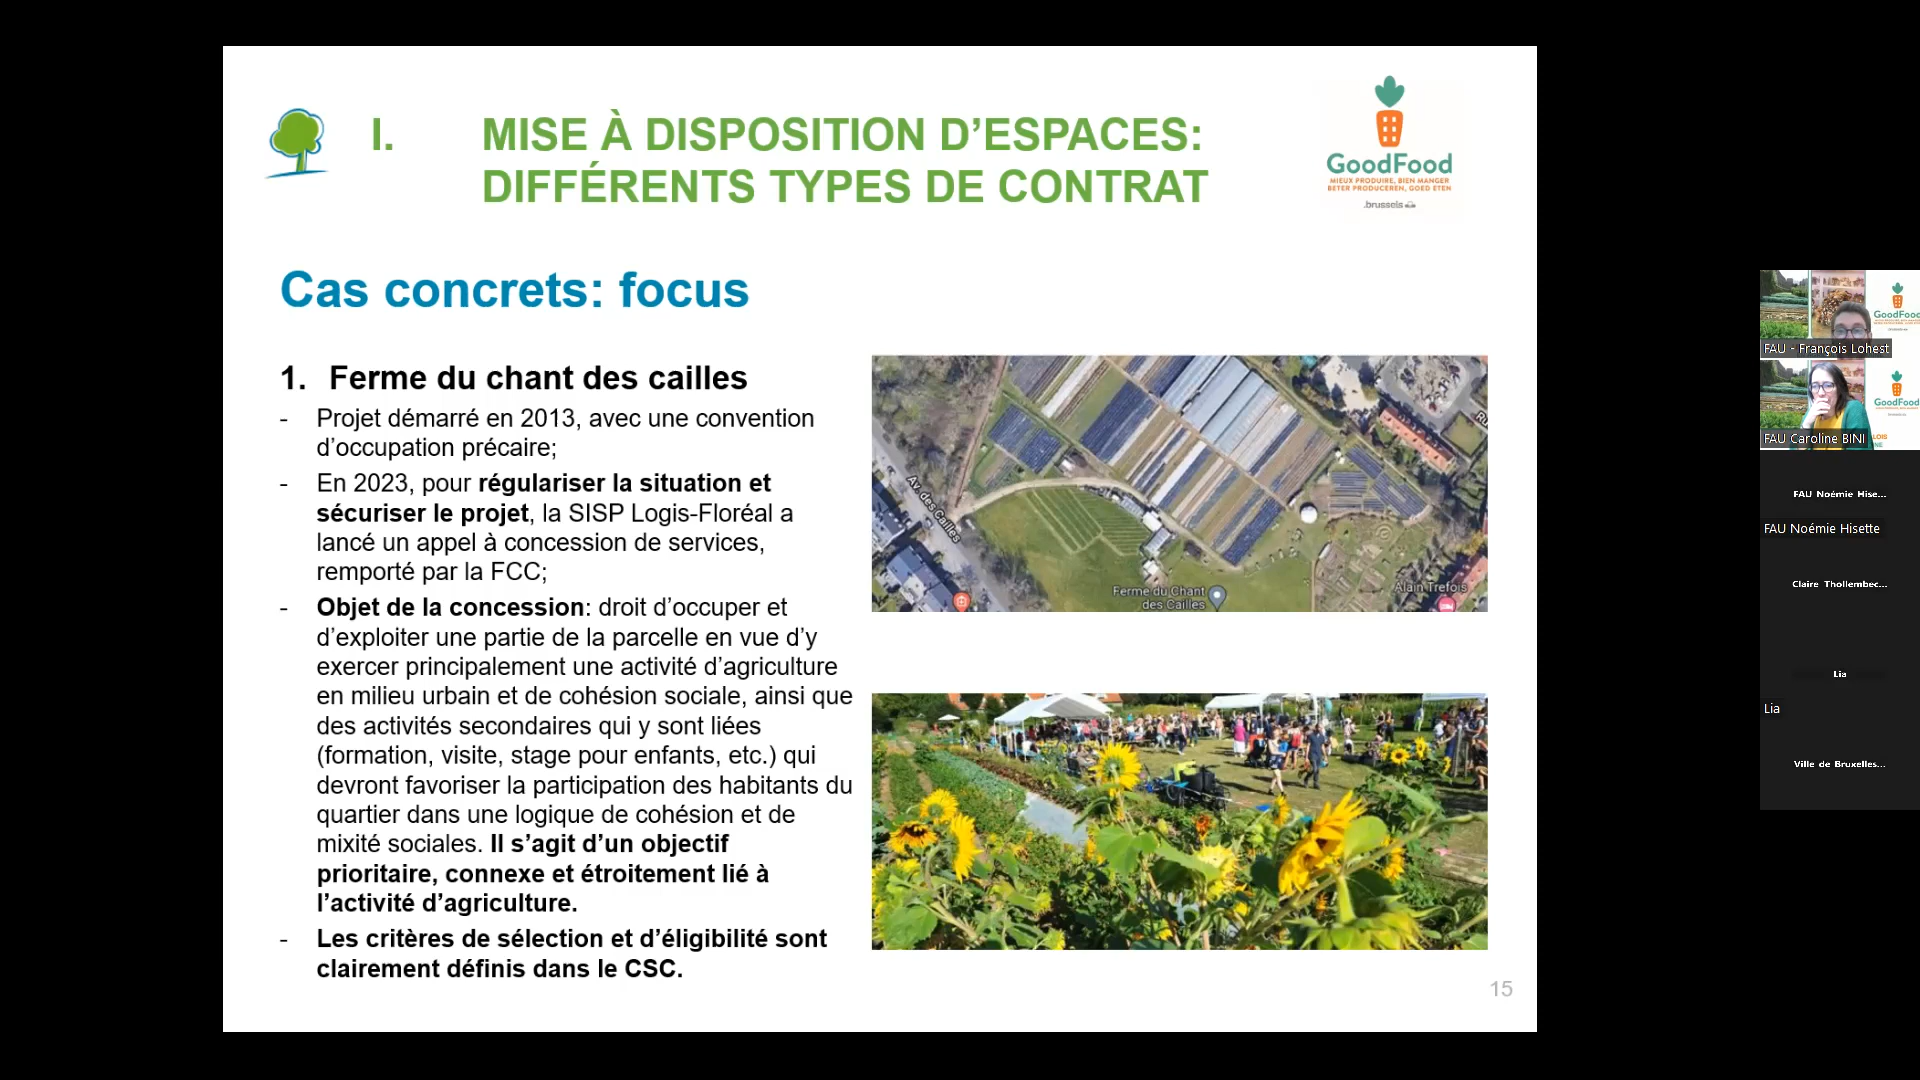 I. MISE À DISPOSITION D’ESPACES:
DIFFÉRENTS TYPES DE CONTRAT
GoodFood
MIEUX PRODUIRE, BIEN MANGER
BETER PRODUCEREN, GOED ETEN
.brussels
Cas concrets: focus
1. Ferme du chant des cailles
- Projet démarré en 2013, avec une convention
d’occupation précaire;
- En 2023, pour régulariser la situation et
sécuriser le projet, la SISP Logis-Floréal a
lancé un appel à concession de services,
remporté par la FCC;
- Objet de la concession: droit d’occuper et
d’exploiter une partie de la parcelle en vue d’y
exercer principalement une activité d’agriculture
en milieu urbain et de cohésion sociale, ainsi que
des activités secondaires qui y sont liées
(formation, visite, stage pour enfants, etc.) qui
devront favoriser la participation des habitants du
quartier dans une logique de cohésion et de
mixité sociales. Il s’agit d’un objectif
prioritaire, connexe et étroitement lié à
l’activité d’agriculture.
- Les critères de sélection et d’éligibilité sont
clairement définis dans le CSC.
Av. des Cailles
Ru
Ferme du Chant
des Cailles
Alain Trefois
15
GoodFood
FAU - François Lohest
GoodFood
FAU Caroline BINI
FAU Noémie Hise...
FAU Noémie Hisette
Claire Thollembec...
Lia
Lia
Ville de Bruxelles...